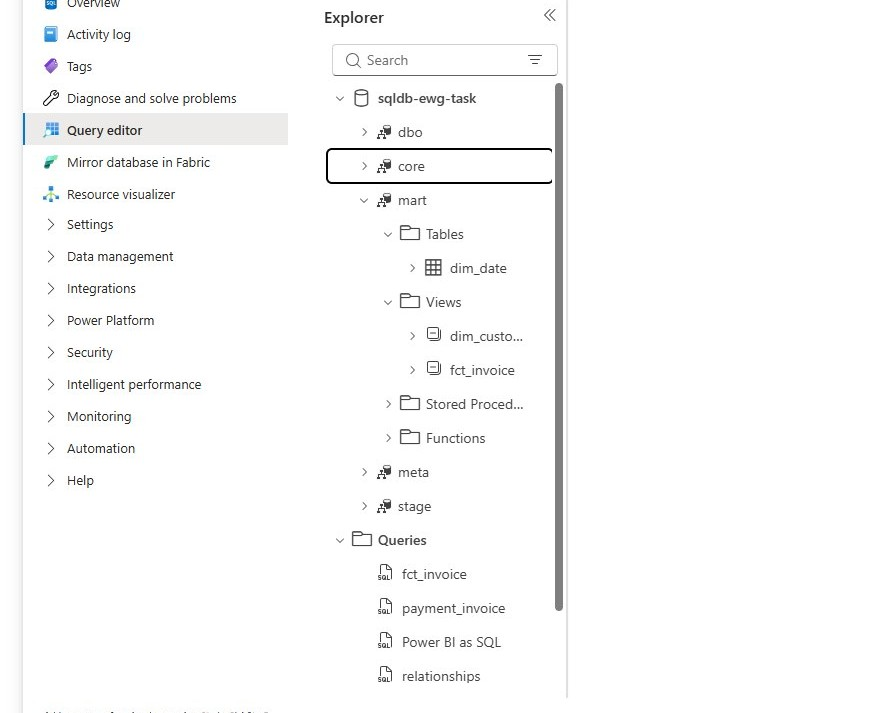 Overview
Activity log
Tags
Diagnose and solve problems
Query editor
Mirror database in Fabric
Resource visualizer
Settings
Data management
Integrations
Power Platform
Security
Intelligent performance
Monitoring
Automation
Help
Explorer
Search
sqldb-ewg-task
dbo
core
mart
Tables
dim_date
Views
dim_custo...
fct_invoice
Stored Proced...
Functions
meta
stage
Queries
fct_invoice
payment_invoice
Power BI as SQL
relationships